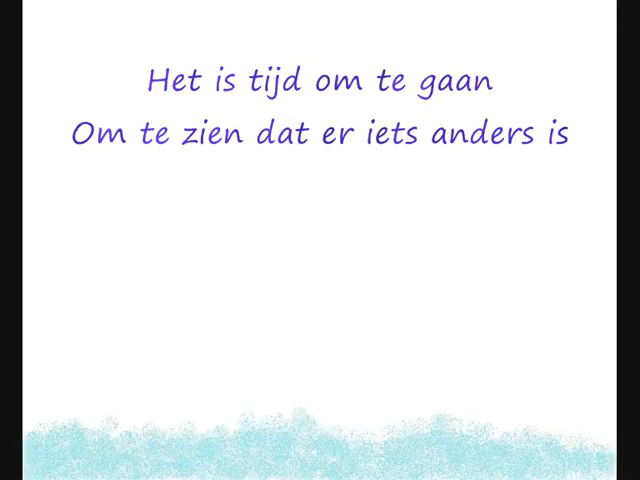 Het is tijd om te gaan
Om te zien dat er iets anders is